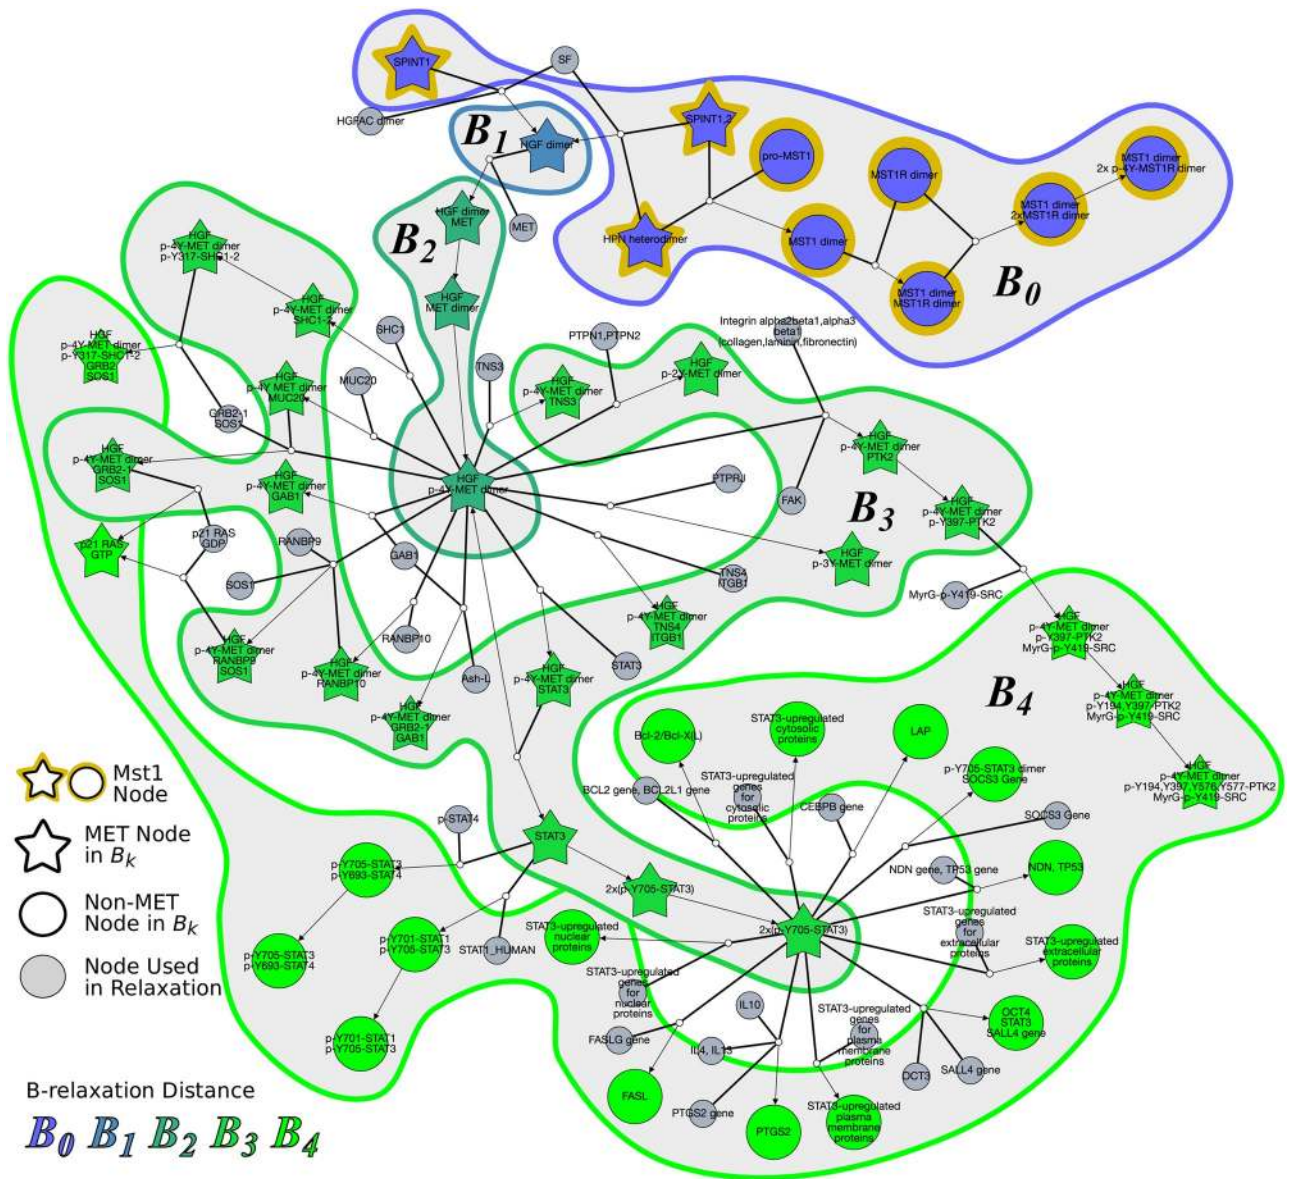 SPINT1
SF
HGFAC dimer
B1
HGF dimer
SPINT1,2
pro-MST1
MST1R dimer
MST1 dimer
2x p-4Y-MST1R dimer
MST1 dimer
2xMST1R dimer
HPN heterodimer
MST1 dimer
MST1 dimer
MST1R dimer
B0
MET
HGF dimer
MET
B2
HGF
MET dimer
HGF
p-4Y-MET dimer
p-Y317-SHC1-2
HGF
p-4Y-MET dimer
SHC1-2
HGF
p-4Y-MET dimer
p-Y317-SHC1-2
GRB2
SOS1
SHC1
MUC20
TNS3
PTPN1,PTPN2
Integrin alpha2beta1,alpha3
beta1
(collagen,laminin,fibronectin)
HGF
p-4Y MET dimer
MUC20
GRB2-1
SOS1
HGF
p-4Y-MET dimer
TNS3
HGF
p-2Y-MET dimer
HGF
p-4Y-MET dimer
PTK2
HGF
p-4Y-MET dimer
GRB2-1
SOS1
HGF
p-4Y-MET dimer
GAB1
HGF
p-4Y-MET dimer
PTPRJ
FAK
HGF
p-4Y-MET dimer
p-Y397-PTK2
B3
p21 RAS
GTP
p21 RAS
GDP
RANBP9
GAB1
SOS1
TNS4
ITGB1
HGF
p-3Y-MET dimer
MyrG-p-Y419-SRC
HGF
p-4Y-MET dimer
RANBP9
SOS1
RANBP10
HGF
p-4Y-MET dimer
RANBP10
Ash-L
HGF
p-4Y-MET dimer
STAT3
STAT3
HGF
p-4Y-MET dimer
TNS4
ITGB1
HGF
p-4Y-MET dimer
GRB2-1
GAB1
HGF
p-4Y-MET dimer
p-Y397-PTK2
MyrG-p-Y419-SRC
B4
HGF
p-4Y-MET dimer
p-Y194,Y397-PTK2
MyrG-p-Y419-SRC
HGF
p-4Y-MET dimer
p-Y194,Y397,Y576,Y577-PTK2
MyrG-p-Y419-SRC
Bcl-2/Bcl-X(L)
STAT3-upregulated
cytosolic
proteins
LAP
p-Y705-STAT3 dimer
SOCS3 Gene
BCL2 gene, BCL2L1 gene
STAT3-upregulated
genes
for
cytosolic
proteins
CEBPB gene
SOCS3 Gene
NDN gene, TP53 gene
NDN, TP53
p-STAT4
STAT3
p-Y705-STAT3
p-Y693-STAT4
2x(p-Y705-STAT3)
2x(p-Y705-STAT3)
STAT3-upregulated
genes
for
extracellular
proteins
STAT3-upregulated
extracellular
proteins
p-Y705-STAT3
p-Y693-STAT4
p-Y701-STAT1
p-Y705-STAT3
STAT1_HUMAN
STAT3-upregulated
nuclear
proteins
STAT3-upregulated
genes
for
nuclear
proteins
IL10
STAT3-upregulated
genes
for
plasma
membrane
proteins
OCT4
STAT3
SALL4 gene
p-Y701-STAT1
p-Y705-STAT3
FASLG gene
IL4, IL13
OCT3
SALL4 gene
FASL
PTGS2 gene
PTGS2
STAT3-upregulated
plasma
membrane
proteins
Mst1
Node
MET Node
in Bk
Non-MET
Node in Bk
Node Used
in Relaxation
B-relaxation Distance
B0 B1 B2 B3 B4